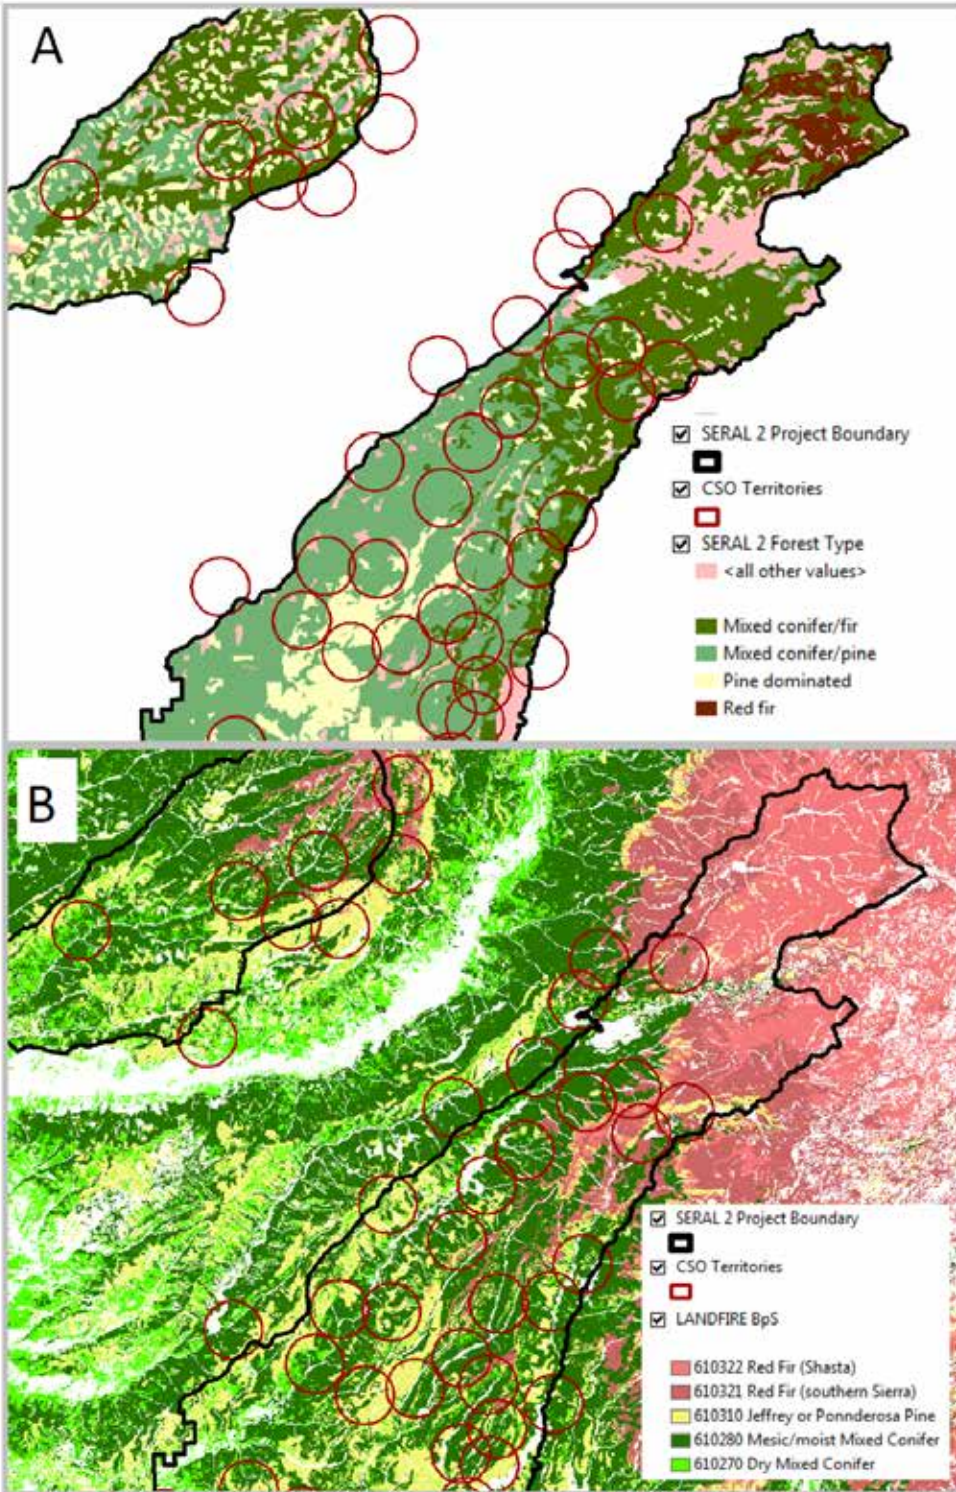 A
SERAL 2 Project Boundary
CSO Territories
SERAL 2 Forest Type
<all other values>
Mixed conifer/fir
Mixed conifer/pine
Pine dominated
Red fir
B
SERAL 2 Project Boundary
CSO Territories
LANDFIRE BpS
610322 Red Fir (Shasta)
610321 Red Fir (southern Sierra)
610310 Jeffrey or Ponnderosa Pine
610280 Mesic/moist Mixed Conifer
610270 Dry Mixed Conifer